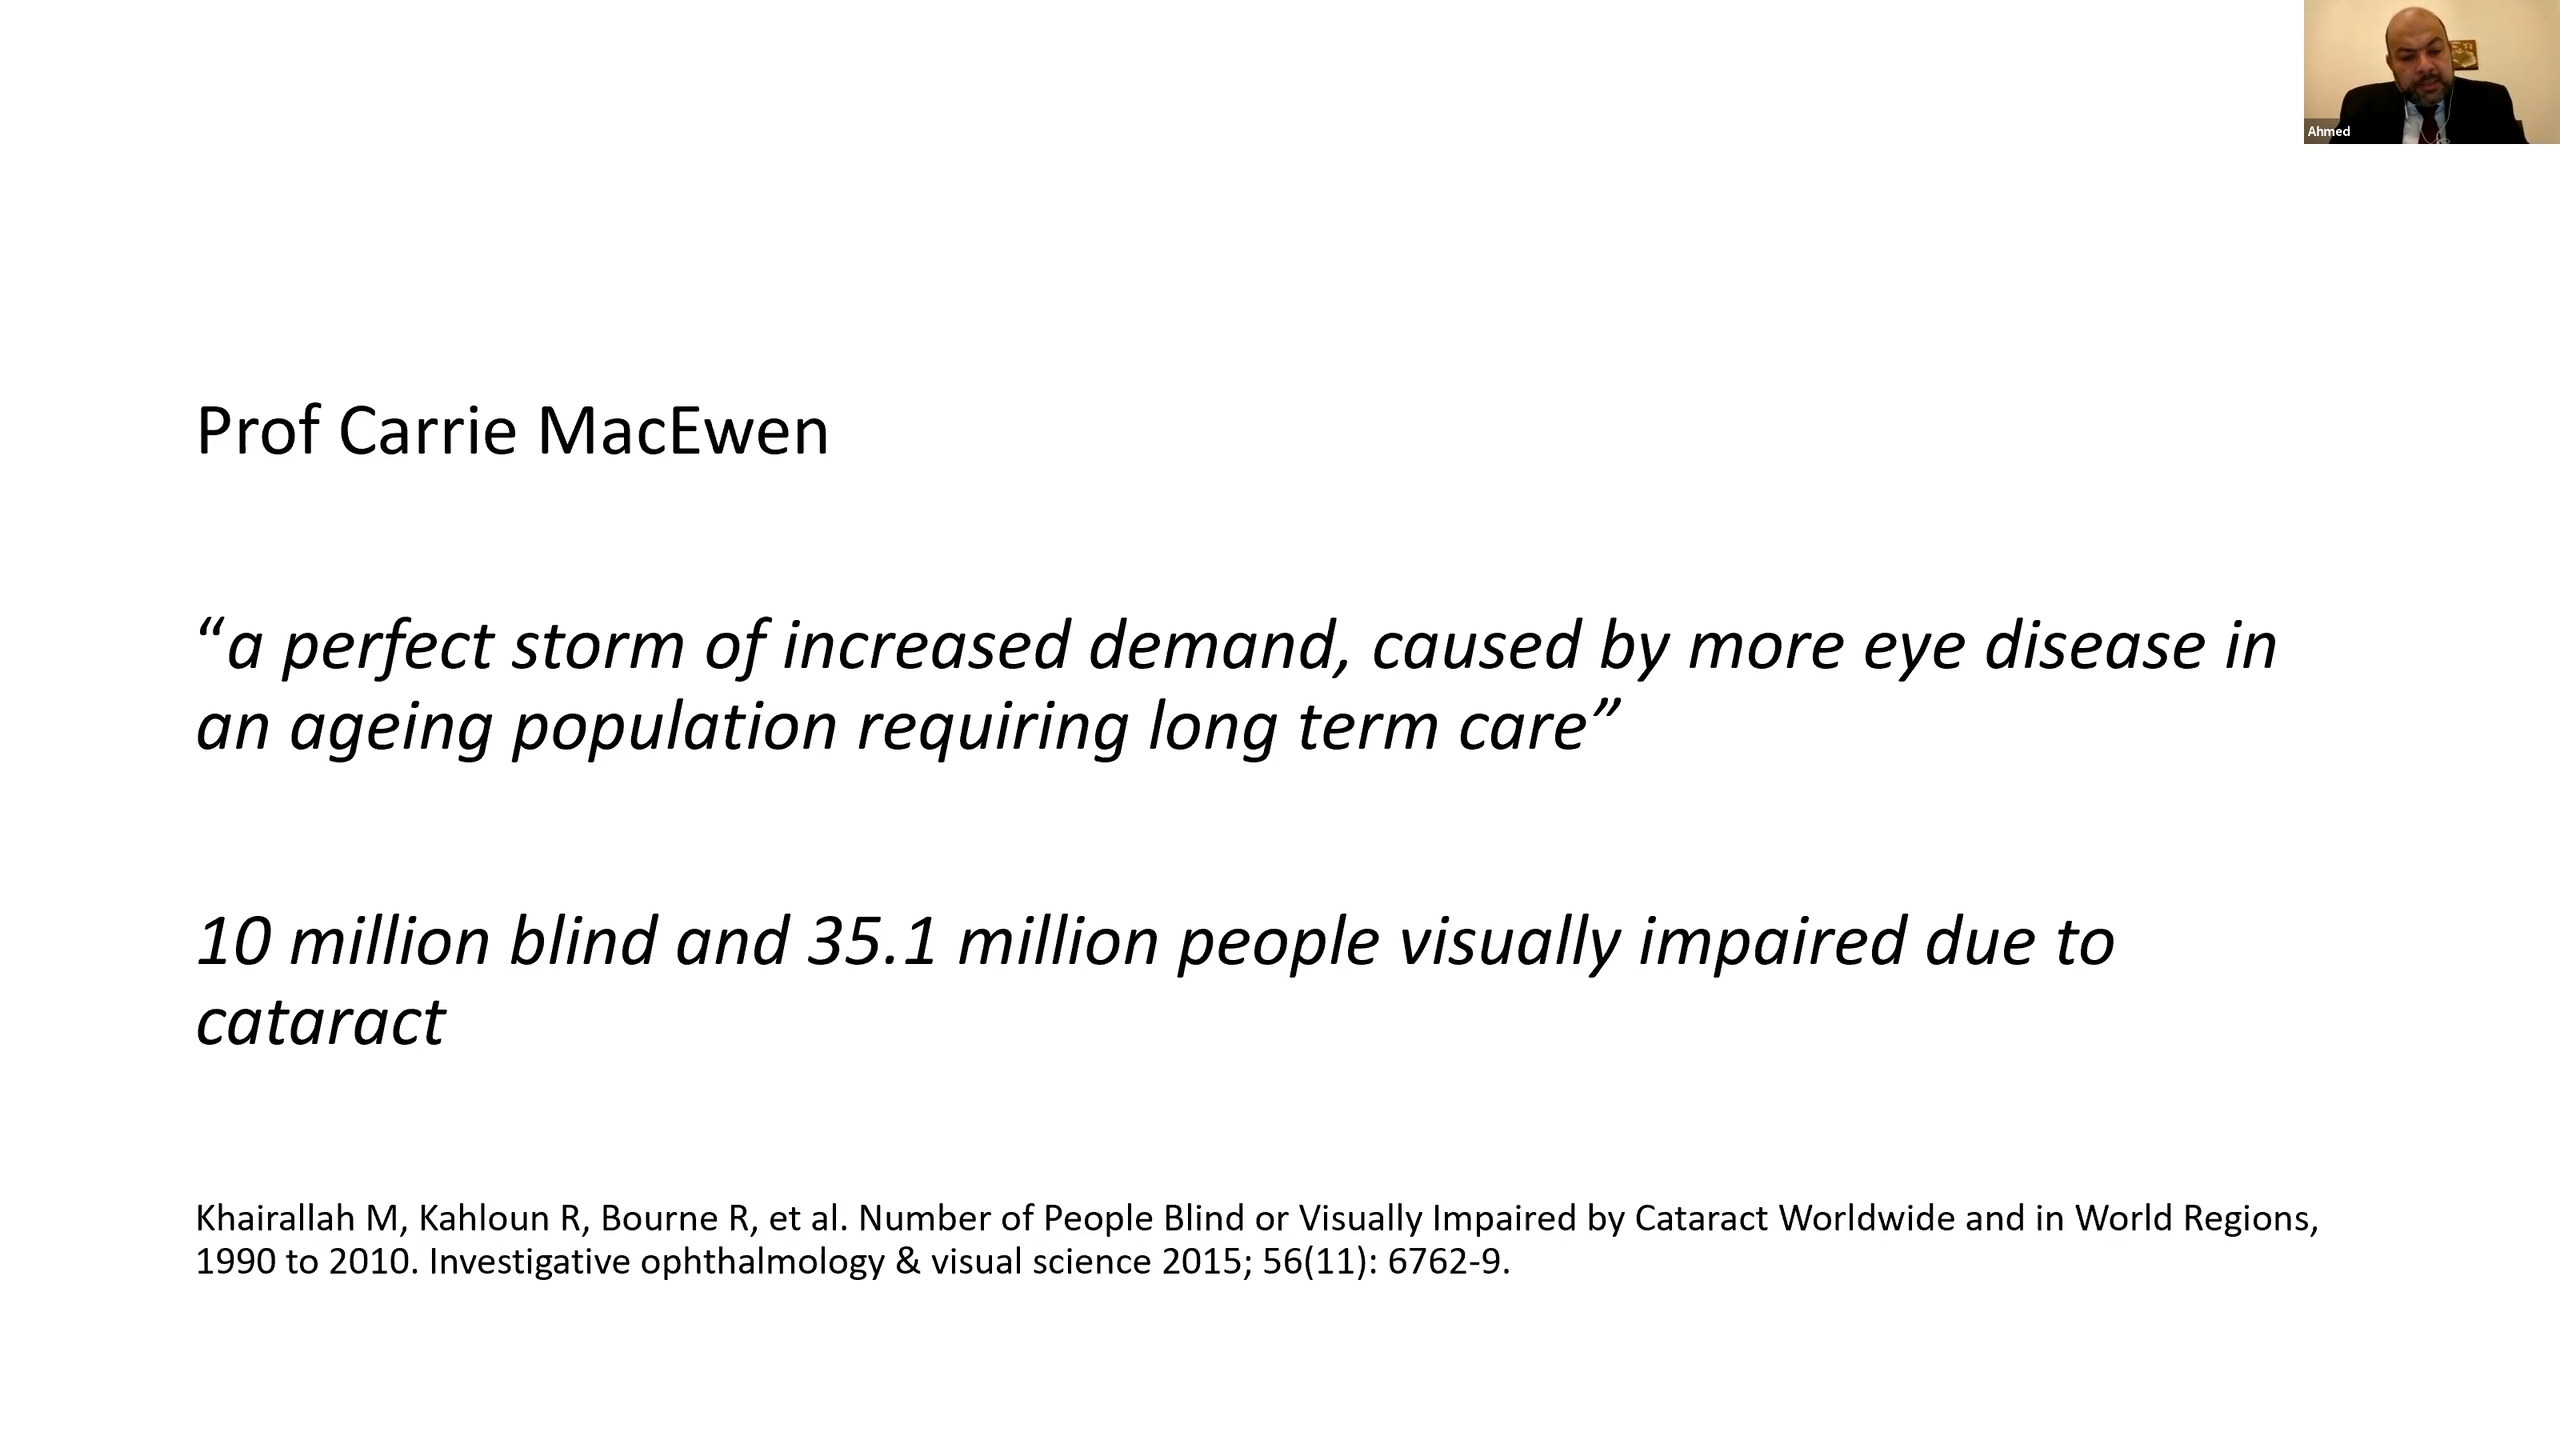 Ahmed
Prof Carrie MacEwen
“a perfect storm of increased demand, caused by more eye disease in
an ageing population requiring long term care”
10 million blind and 35.1 million people visually impaired due to
cataract
Khairallah M, Kahloun R, Bourne R, et al. Number of People Blind or Visually Impaired by Cataract Worldwide and in World Regions,
1990 to 2010. Investigative ophthalmology & visual science 2015; 56(11): 6762-9.